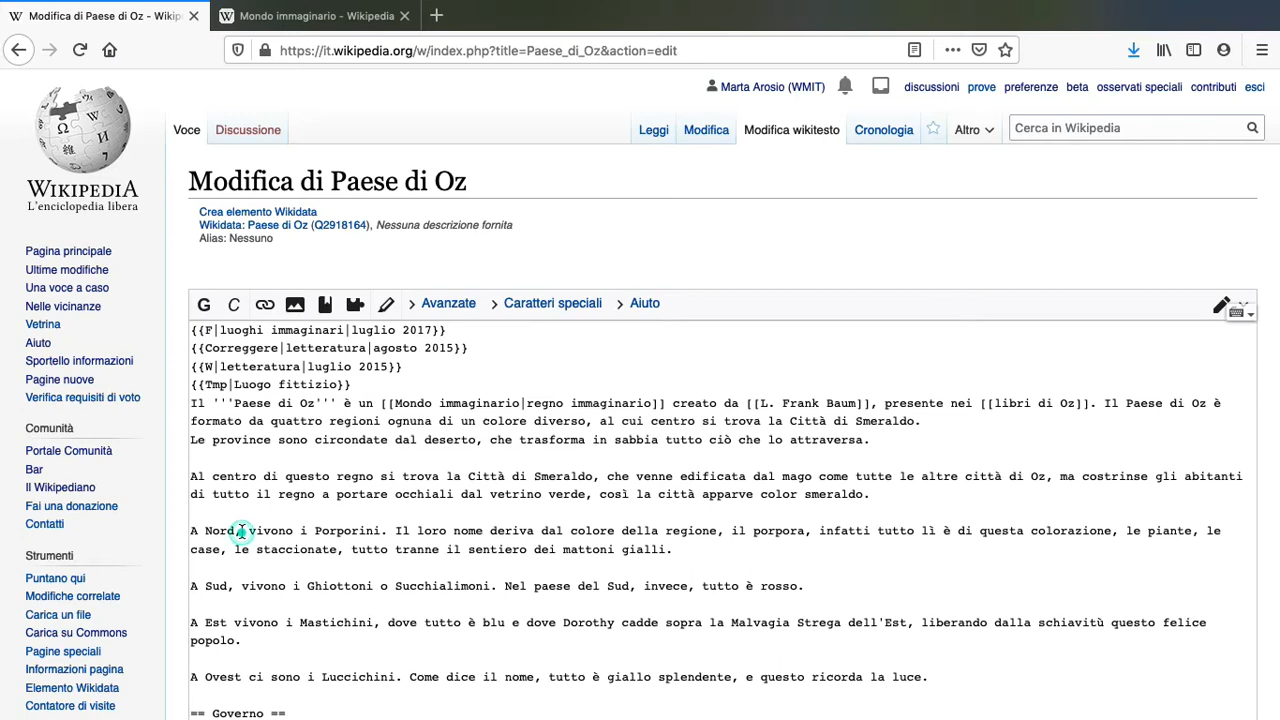 Modifica di Paese di Oz - Wikip
Mondo immaginario - Wikipedia
https://it.wikipedia.org/w/index.php?title=Paese_di_Oz&action=edit
Marta Arosio (WMIT)
discussioni
prove
preferenze
beta
osservati speciali
contributi
esci
Voce
Discussione
Leggi
Modifica
Modifica wikitesto
Cronologia
Altro
Cerca in Wikipedia
WIKIPEDIA
L'enciclopedia libera
Pagina principale
Ultime modifiche
Una voce a caso
Nelle vicinanze
Vetrina
Aiuto
Sportello informazioni
Pagine nuove
Verifica requisiti di voto
Comunità
Portale Comunità
Bar
Il Wikipediano
Fai una donazione
Contatti
Strumenti
Puntano qui
Modifiche correlate
Carica un file
Carica su Commons
Pagine speciali
Informazioni pagina
Elemento Wikidata
Contatore di visite
Modifica di Paese di Oz
Crea elemento Wikidata
Wikidata: Paese di Oz (Q2918164), Nessuna descrizione fornita
Alias: Nessuno
G C Avanzate Caratteri speciali Aiuto
{{F|luoghi immaginari|luglio 2017}}
{{Correggere|letteratura|agosto 2015}}
{{W|letteratura|luglio 2015}}
{{Tmp|Luogo fittizio}}
Il '''Paese di Oz''' è un [[Mondo immaginario|regno immaginario]] creato da [[L. Frank Baum]], presente nei [[libri di Oz]]. Il Paese di Oz è
formato da quattro regioni ognuna di un colore diverso, al cui centro si trova la Città di Smeraldo.
Le province sono circondate dal deserto, che trasforma in sabbia tutto ciò che lo attraversa.
Al centro di questo regno si trova la Città di Smeraldo, che venne edificata dal mago come tutte le altre città di Oz, ma costrinse gli abitanti
di tutto il regno a portare occhiali dal vetrino verde, così la città apparve color smeraldo.
A Nord, vivono i Porporini. Il loro nome deriva dal colore della regione, il porpora, infatti tutto lì è di questa colorazione, le piante, le
case, le staccionate, tutto tranne il sentiero dei mattoni gialli.
A Sud, vivono i Ghiottoni o Succhialimoni. Nel paese del Sud, invece, tutto è rosso.
A Est vivono i Mastichini, dove tutto è blu e dove Dorothy cadde sopra la Malvagia Strega dell'Est, liberando dalla schiavitù questo felice
popolo.
A Ovest ci sono i Luccichini. Come dice il nome, tutto è giallo splendente, e questo ricorda la luce.
== Governo ==